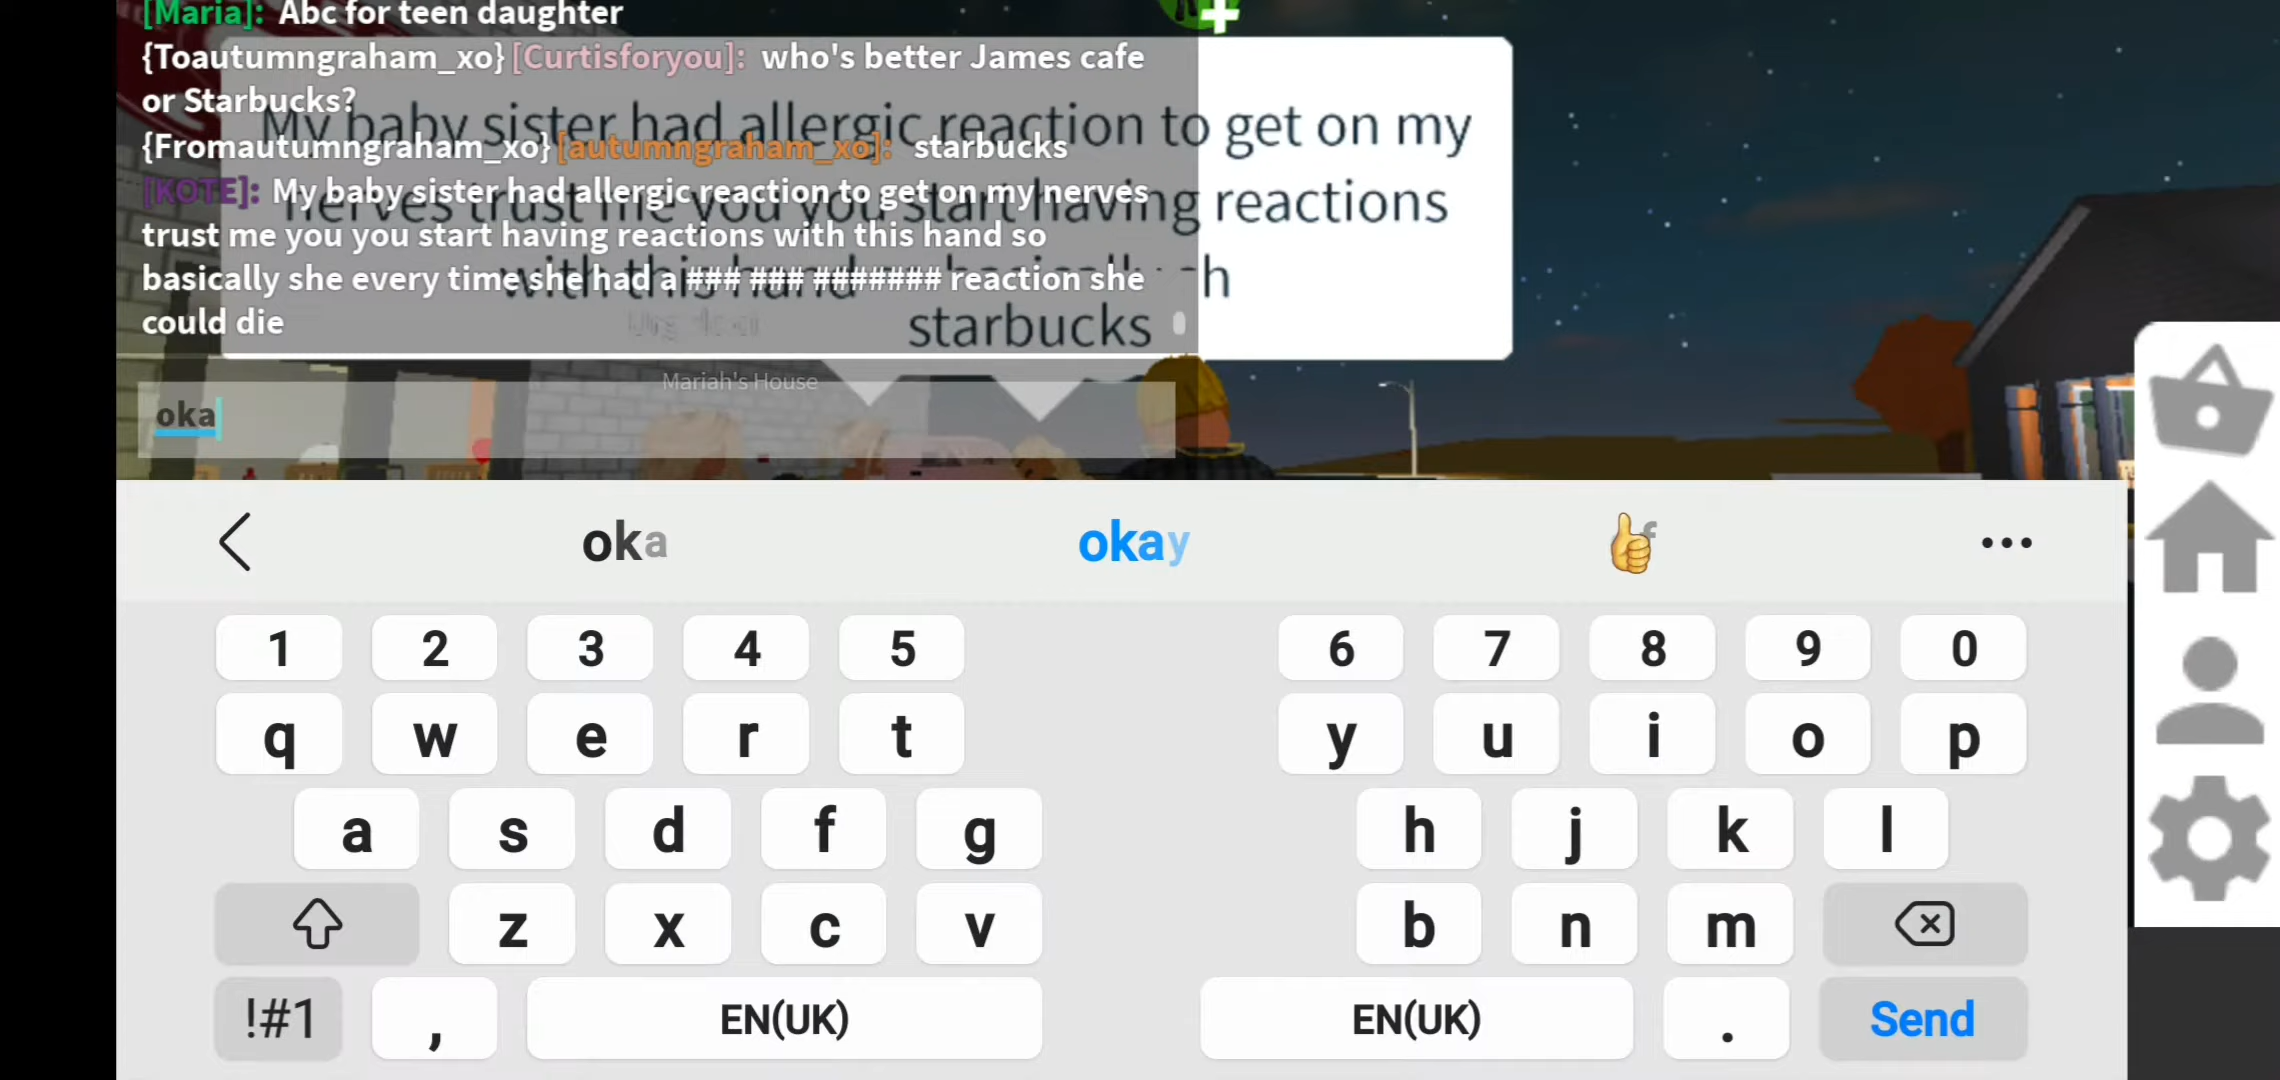 [Maria]: Abc for teen daughter
{Toautumngraham_xo} [Curtisforyou]: who's better James cafe
or Starbucks?
{Fromautumngraham_xo} [autumngraham_xo]: starbucks
[KOTE]: My baby sister had allergic reaction to get on my nerves
trust me you you start having reactions with this hand so
basically she every time she had a ### ### ####### reaction she
could die
My baby sister had allergic reaction to get on my
nerves trust me you you start having reactions
with this hand
starbucks
Mariah's House
oka
oka okay 👍
1 2 3 4 5 6 7 8 9 0
q w e r t y u i o p
a s d f g h j k l
z x c v b n m
!#1 , EN(UK) EN(UK) . Send